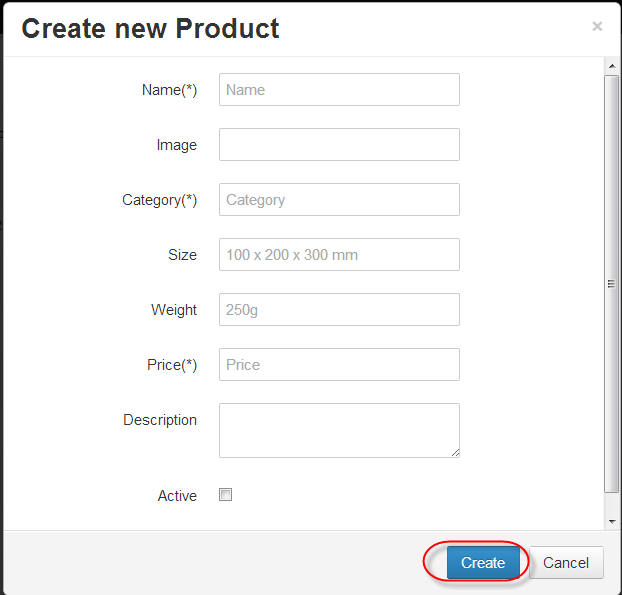 Create new Product ×
Name(*) Name
Image
Category(*) Category
Size 100 x 200 x 300 mm
Weight 250g
Price(*) Price
Description
Active
Create Cancel